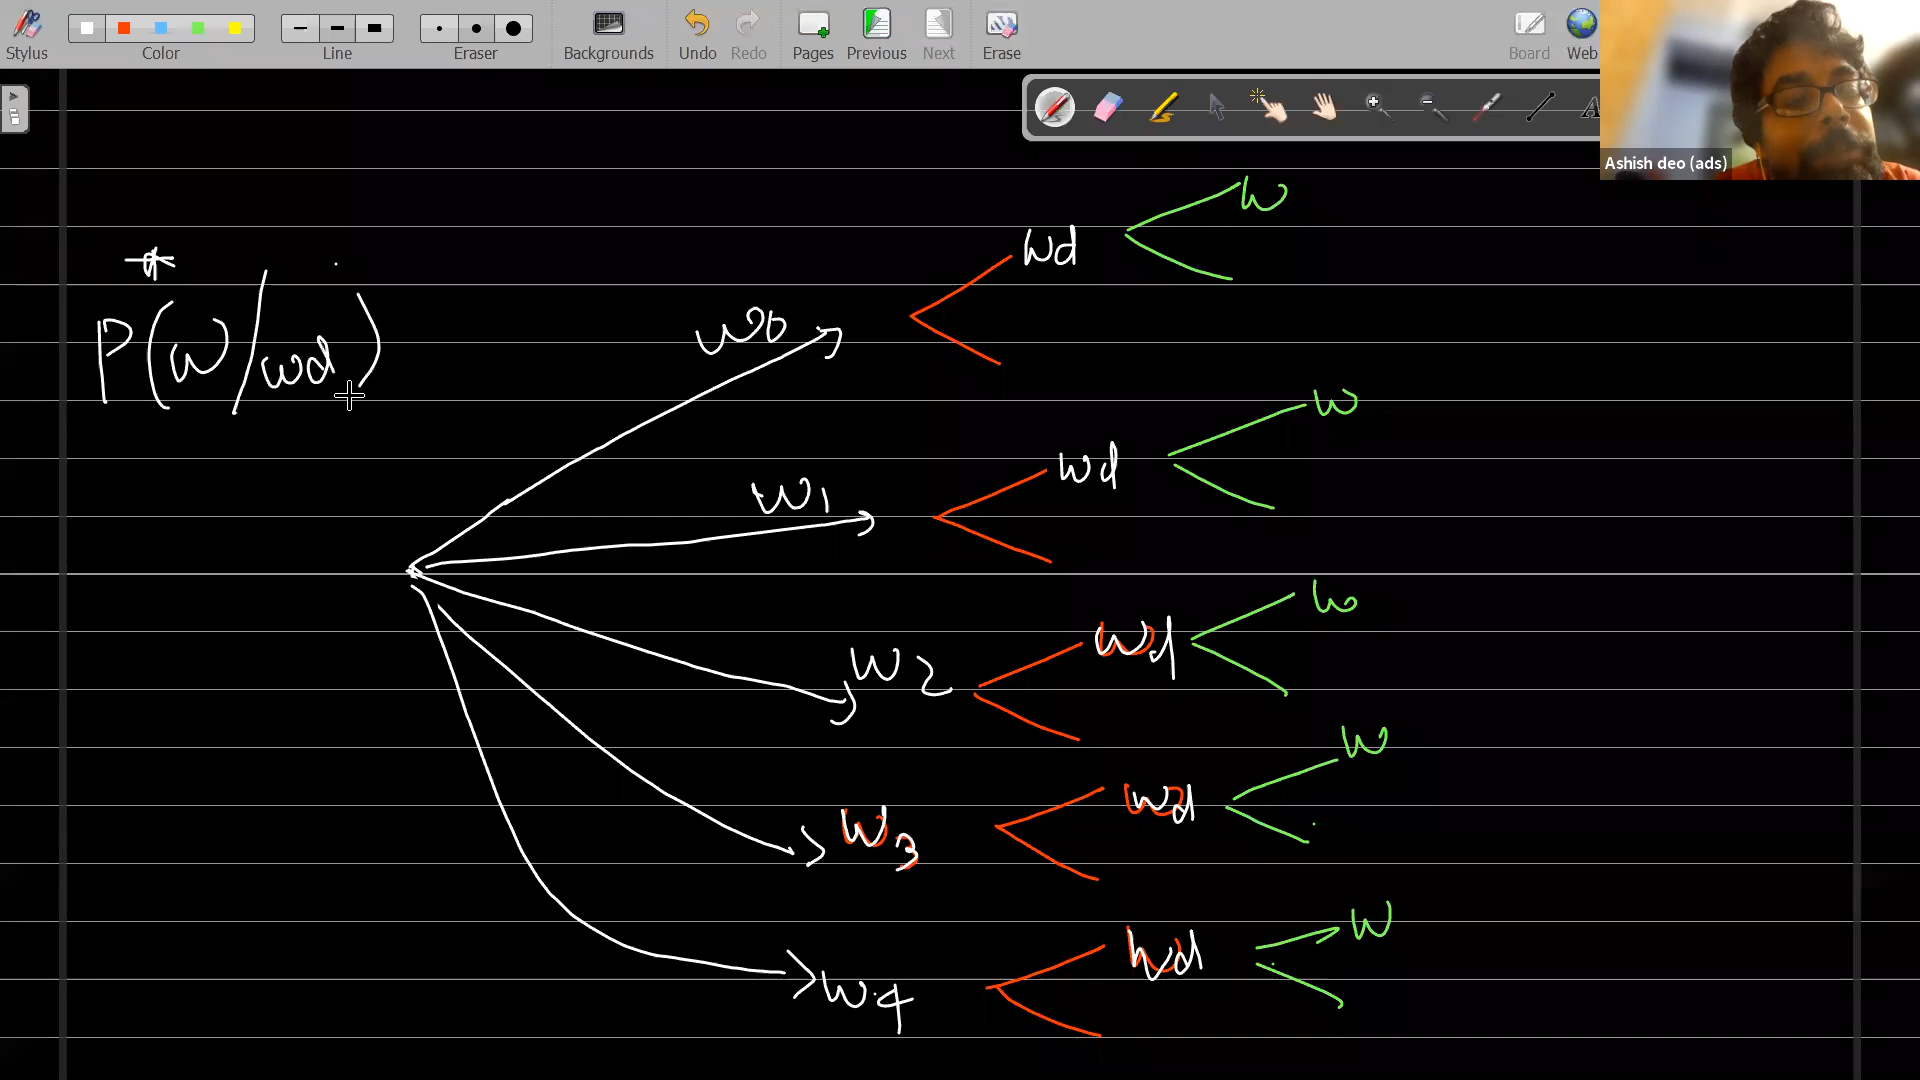 Stylus Color Line Eraser Backgrounds Undo Redo Pages Previous Next Erase Board Web
A
Ashish deo (ads)
P(W/wd)
W0
Wd
W
W1
Wd
W
W2
Wd
W
W3
Wd
W
W4
Wd
W